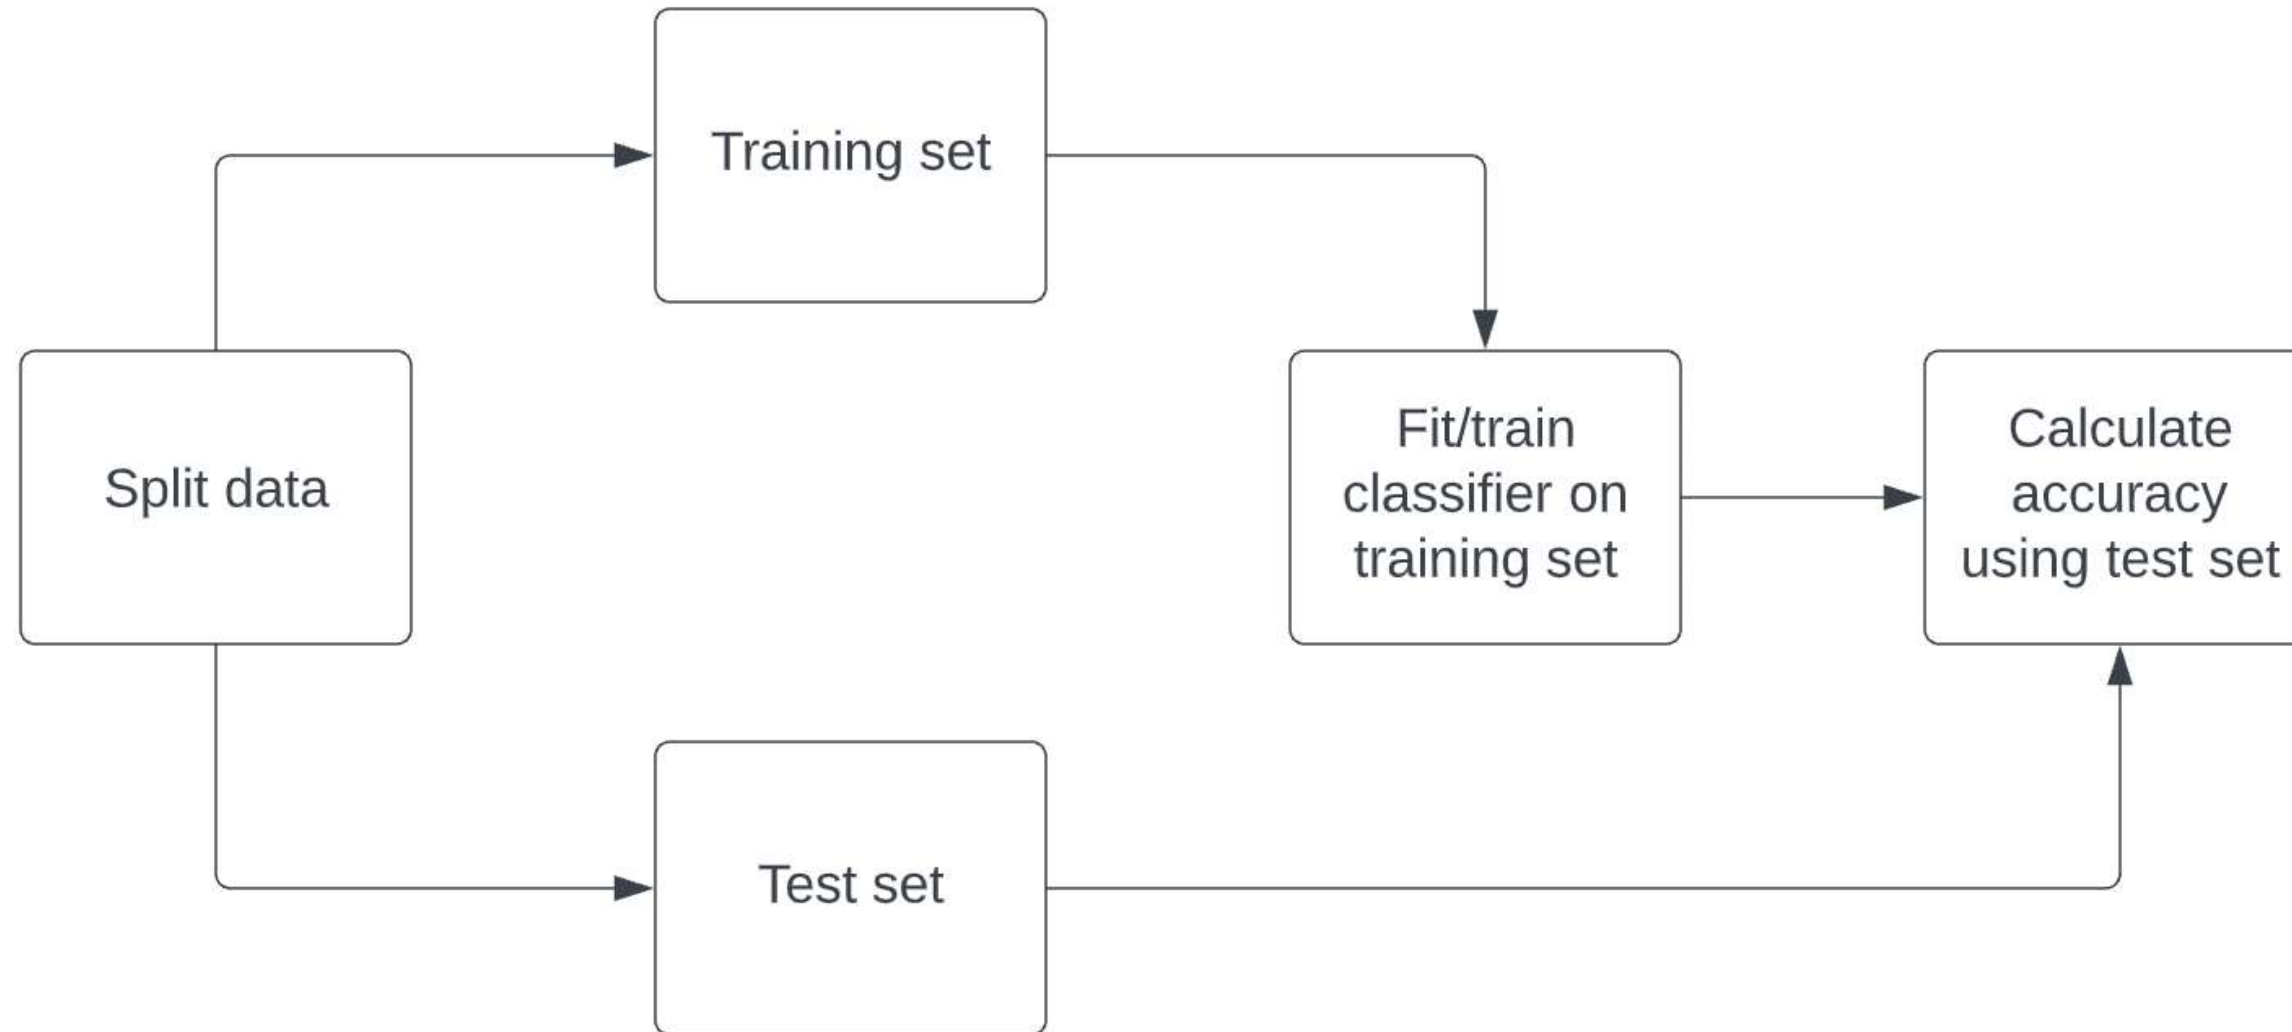 Training set
Split data
Fit/train
classifier on
training set
Calculate
accuracy
using test set
Test set